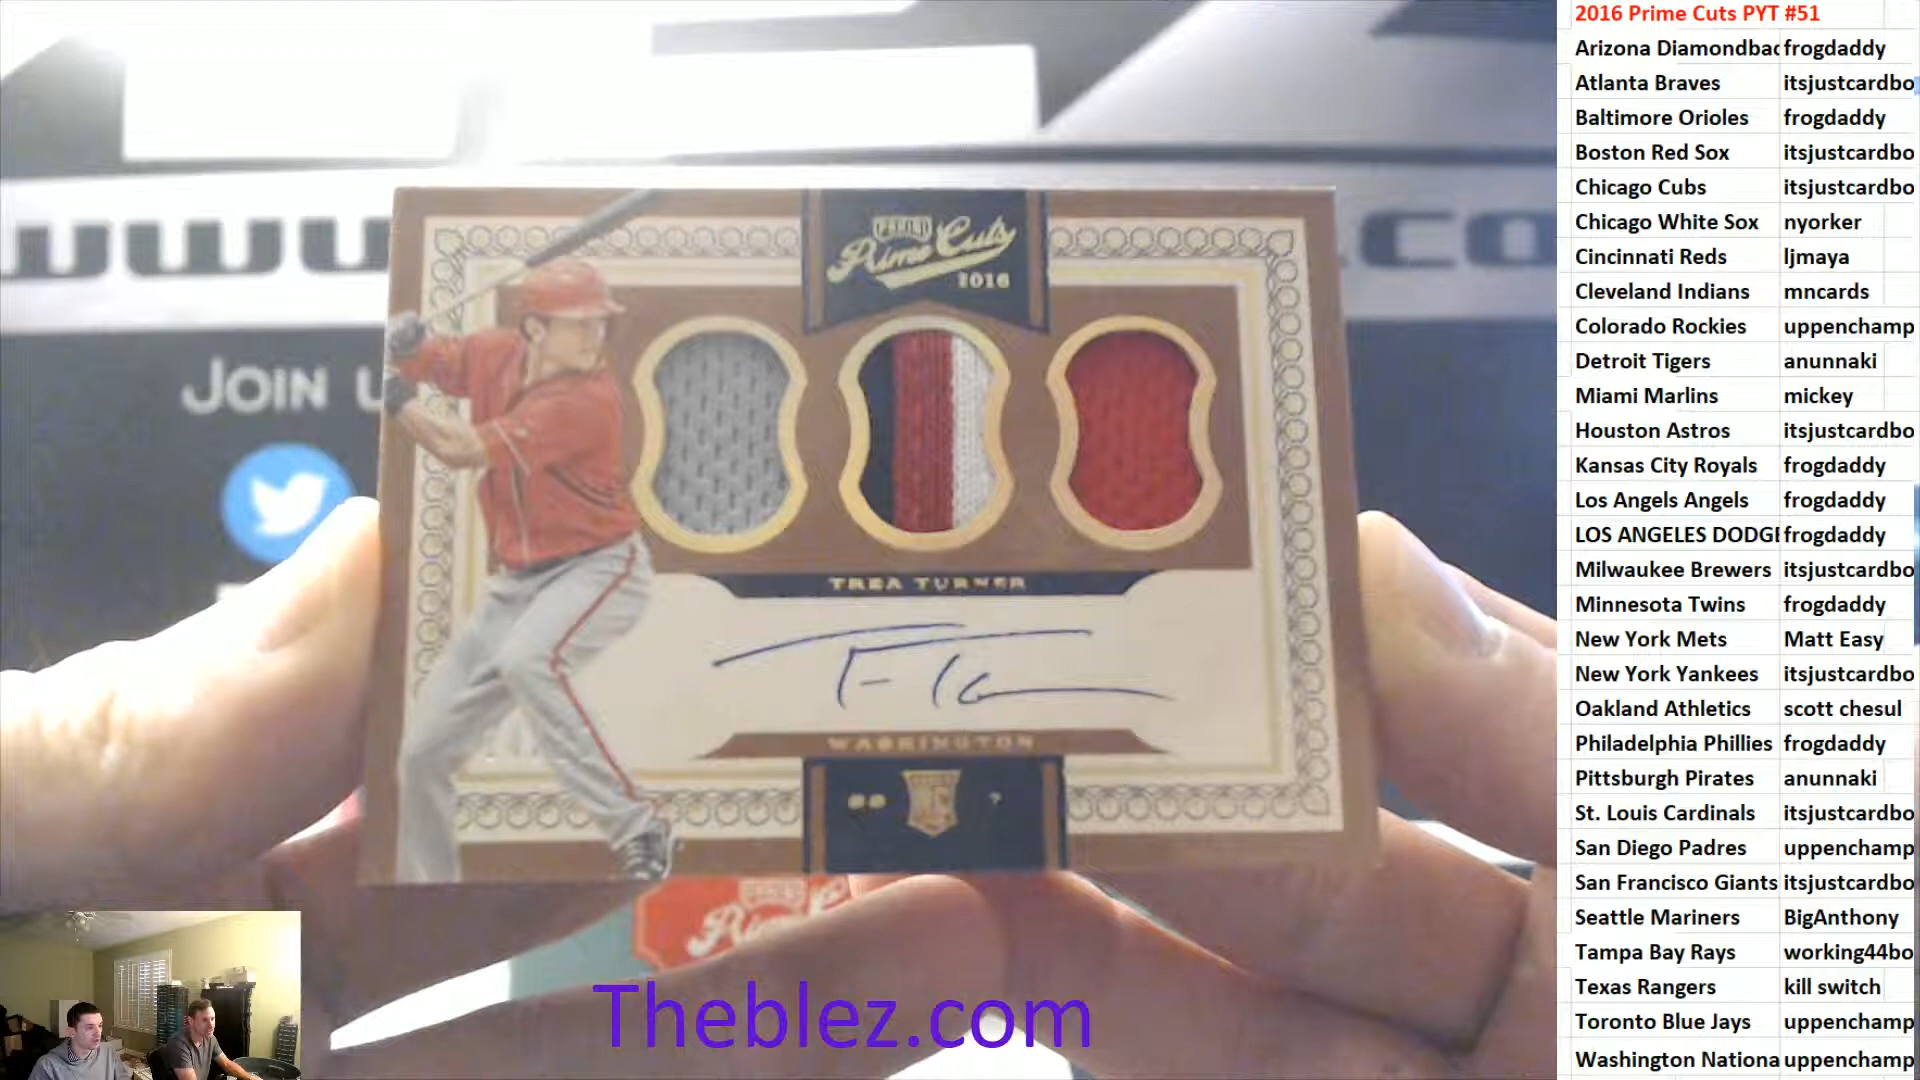 2016 Prime Cuts PYT #51
Arizona Diamondbac frogdaddy
Atlanta Braves itsjustcardbo
Baltimore Orioles frogdaddy
Boston Red Sox itsjustcardbo
Chicago Cubs itsjustcardbo
Chicago White Sox nyorker
Cincinnati Reds ljmaya
Cleveland Indians mncards
Colorado Rockies uppenchamp
Detroit Tigers anunnaki
Miami Marlins mickey
Houston Astros itsjustcardbo
Kansas City Royals frogdaddy
Los Angels Angels frogdaddy
LOS ANGELES DODGE frogdaddy
Milwaukee Brewers itsjustcardbo
Minnesota Twins frogdaddy
New York Mets Matt Easy
New York Yankees itsjustcardbo
Oakland Athletics scott chesul
Philadelphia Phillies frogdaddy
Pittsburgh Pirates anunnaki
St. Louis Cardinals itsjustcardbo
San Diego Padres uppenchamp
San Francisco Giants itsjustcardbo
Seattle Mariners BigAnthony
Tampa Bay Rays working44bo
Texas Rangers kill switch
Toronto Blue Jays uppenchamp
Washington Nationa uppenchamp
www
.co
JOIN U
PANINI
Prime Cuts
2016
TREA TURNER
WASHINGTON
Theblez.com